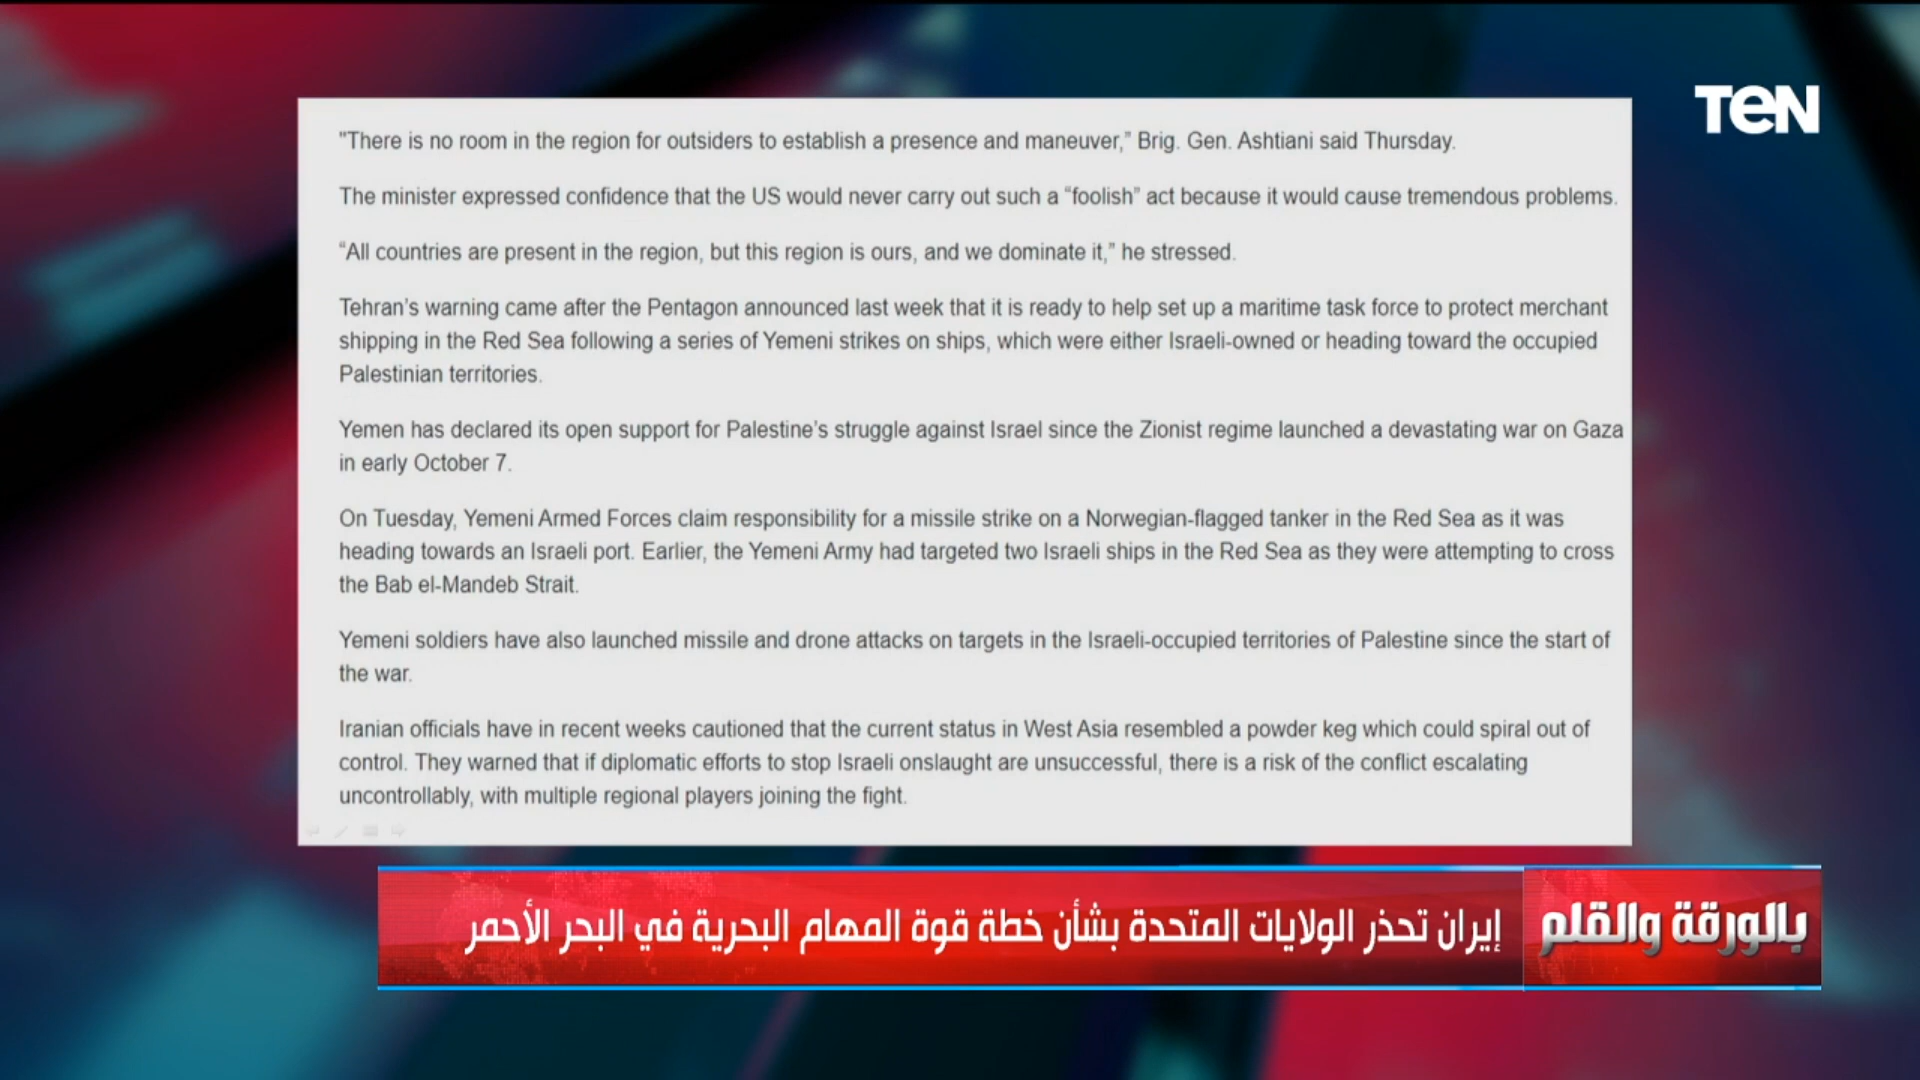 TeN
"There is no room in the region for outsiders to establish a presence and maneuver,” Brig. Gen. Ashtiani said Thursday.
The minister expressed confidence that the US would never carry out such a “foolish” act because it would cause tremendous problems.
“All countries are present in the region, but this region is ours, and we dominate it,” he stressed.
Tehran’s warning came after the Pentagon announced last week that it is ready to help set up a maritime task force to protect merchant
shipping in the Red Sea following a series of Yemeni strikes on ships, which were either Israeli-owned or heading toward the occupied
Palestinian territories.
Yemen has declared its open support for Palestine’s struggle against Israel since the Zionist regime launched a devastating war on Gaza
in early October 7.
On Tuesday, Yemeni Armed Forces claim responsibility for a missile strike on a Norwegian-flagged tanker in the Red Sea as it was
heading towards an Israeli port. Earlier, the Yemeni Army had targeted two Israeli ships in the Red Sea as they were attempting to cross
the Bab el-Mandeb Strait.
Yemeni soldiers have also launched missile and drone attacks on targets in the Israeli-occupied territories of Palestine since the start of
the war.
Iranian officials have in recent weeks cautioned that the current status in West Asia resembled a powder keg which could spiral out of
control. They warned that if diplomatic efforts to stop Israeli onslaught are unsuccessful, there is a risk of the conflict escalating
uncontrollably, with multiple regional players joining the fight.
بالورقة والقلم
إيران تحذر الولايات المتحدة بشأن خطة قوة المهام البحرية في البحر الأحمر